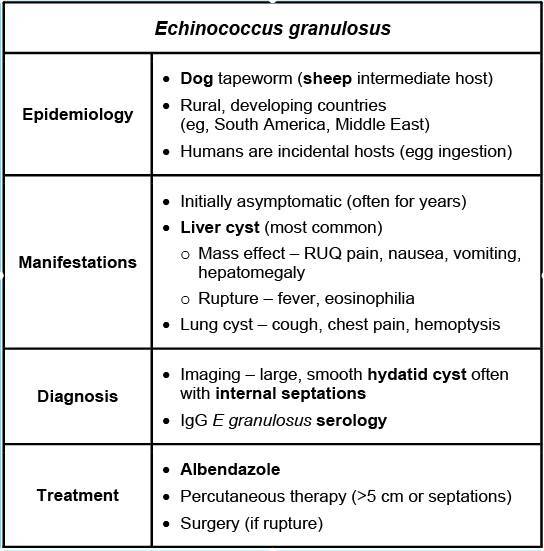 Echinococcus granulosus
Epidemiology
• Dog tapeworm (sheep intermediate host)
• Rural, developing countries
(eg, South America, Middle East)
• Humans are incidental hosts (egg ingestion)
Manifestations
• Initially asymptomatic (often for years)
• Liver cyst (most common)
o Mass effect – RUQ pain, nausea, vomiting,
hepatomegaly
o Rupture – fever, eosinophilia
• Lung cyst – cough, chest pain, hemoptysis
Diagnosis
• Imaging – large, smooth hydatid cyst often
with internal septations
• IgG E granulosus serology
Treatment
• Albendazole
• Percutaneous therapy (>5 cm or septations)
• Surgery (if rupture)